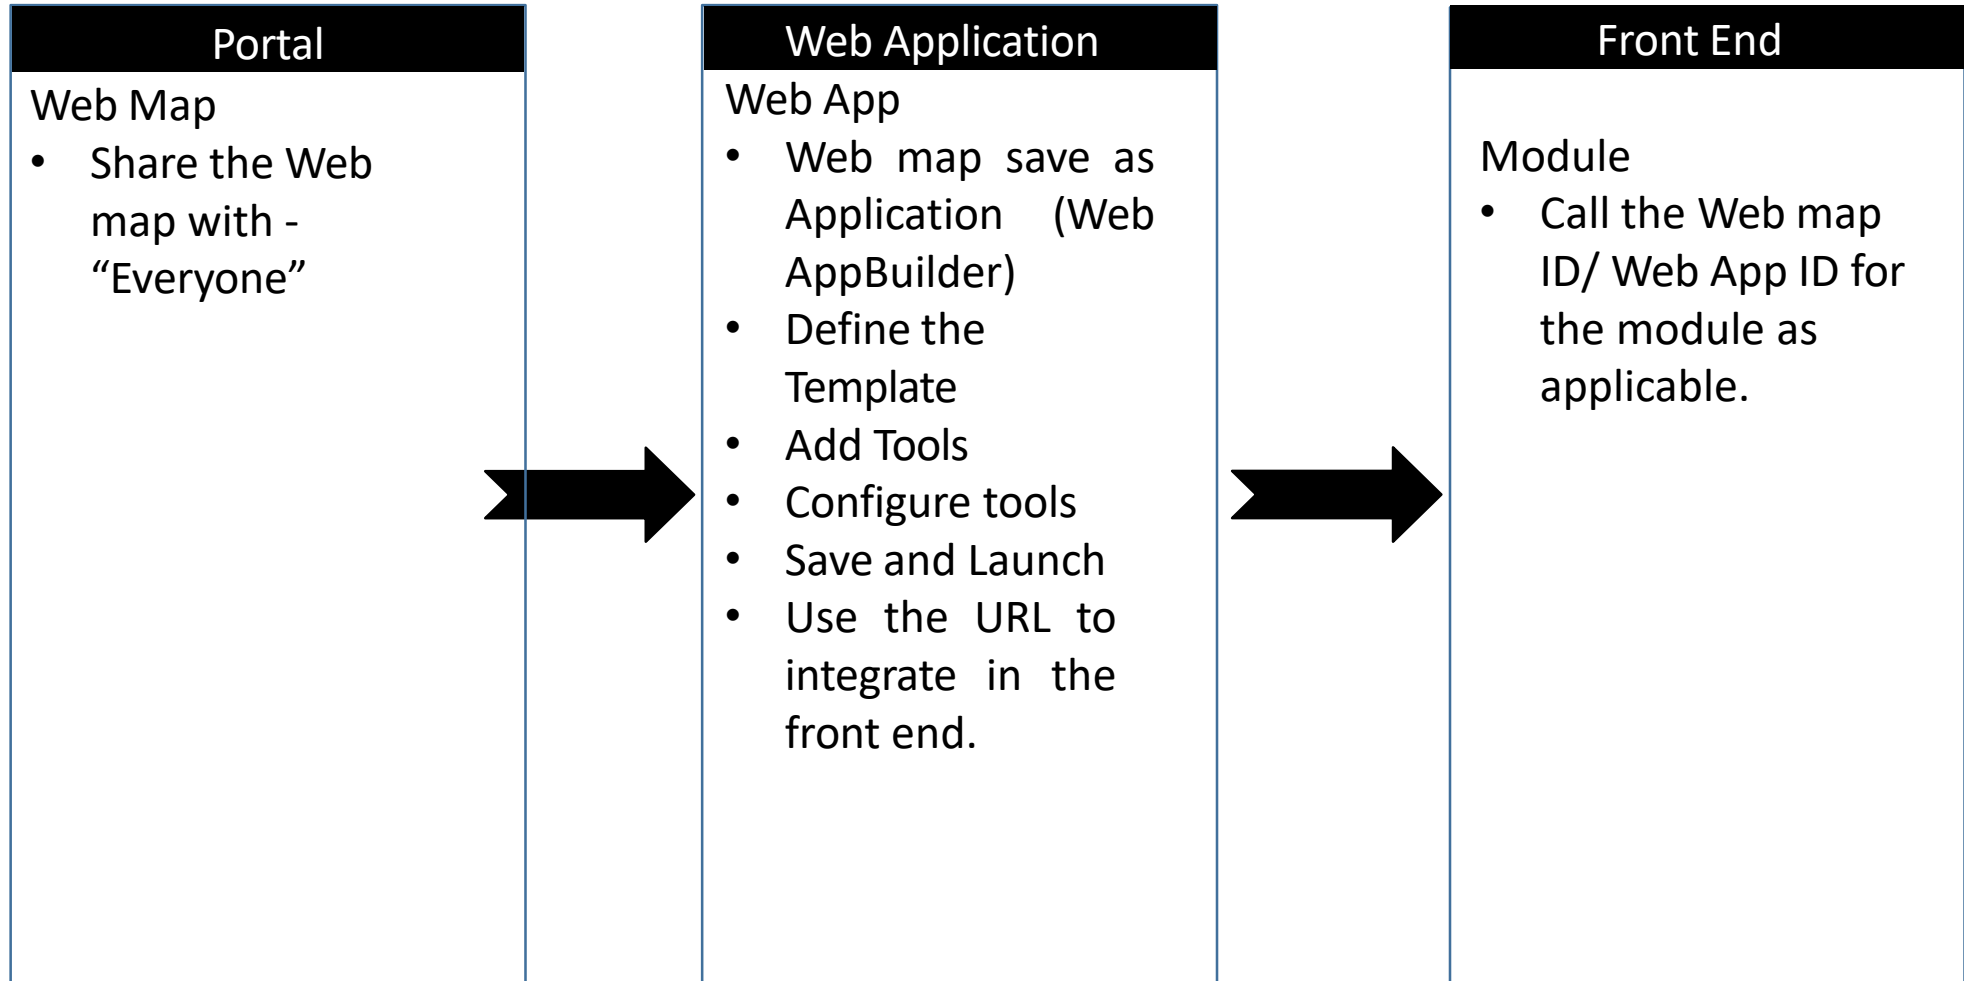 Portal
Web Map
• Share the Web
map with -
“Everyone”
Web Application
Web App
• Web map save as
Application (Web
AppBuilder)
• Define the
Template
• Add Tools
• Configure tools
• Save and Launch
• Use the URL to
integrate in the
front end.
Front End
Module
• Call the Web map
ID/ Web App ID for
the module as
applicable.